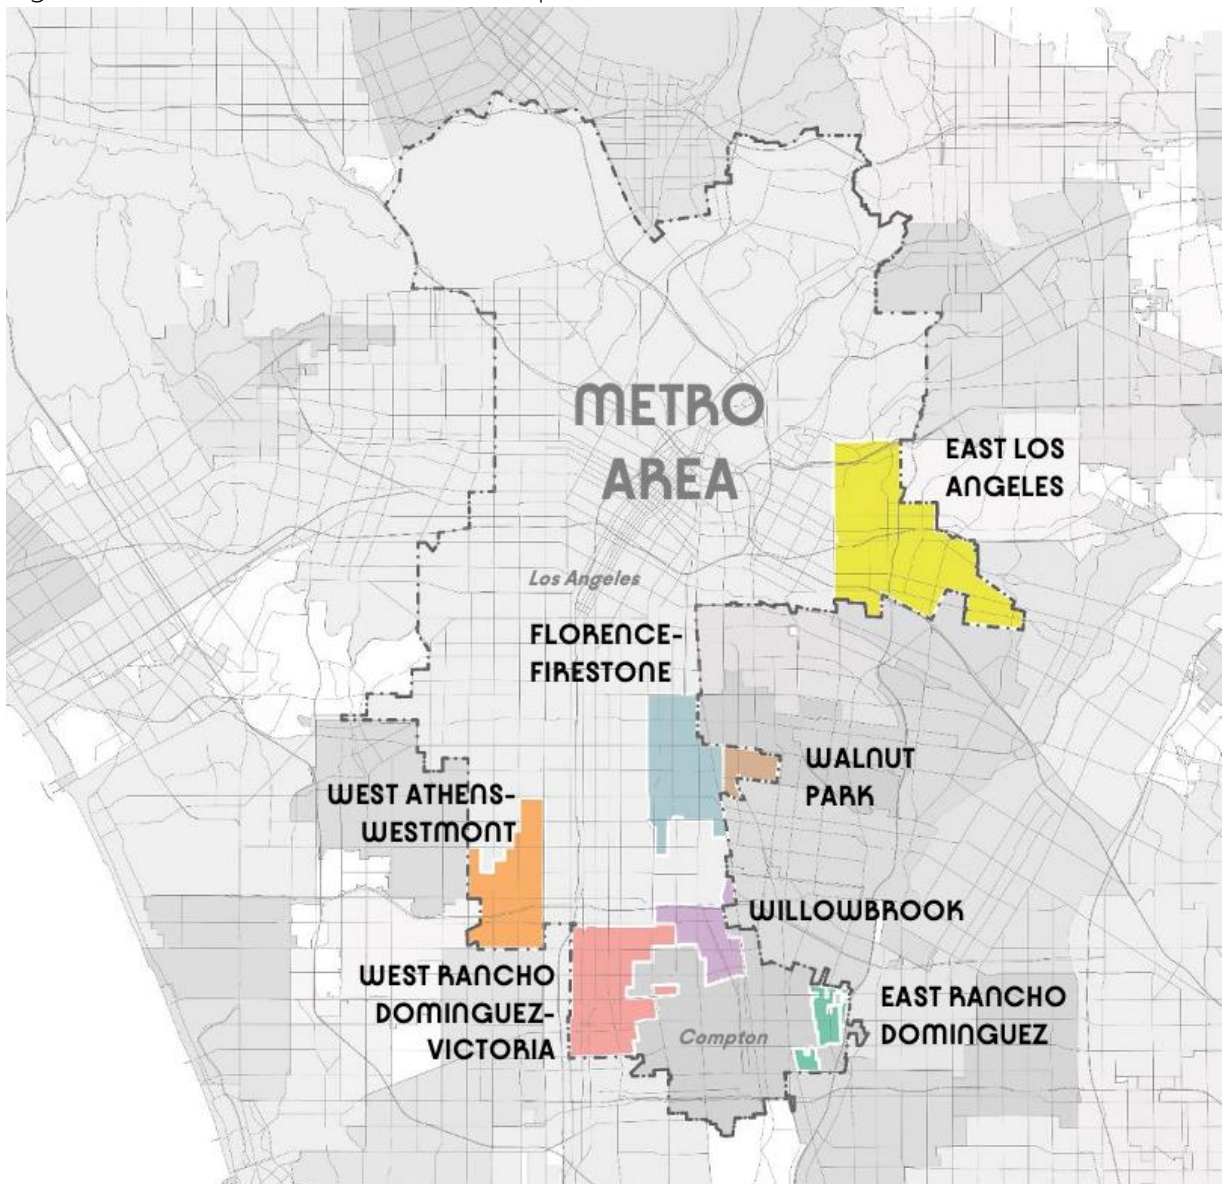 METRO
AREA
EAST LOS
ANGELES
Los Angeles
FLORENCE-
FIRESTONE
WALNUT
PARK
WEST ATHENS-
WESTMONT
WILLOWBROOK
WEST RANCHO
DOMINGUEZ-
VICTORIA
EAST RANCHO
DOMINGUEZ
Compton